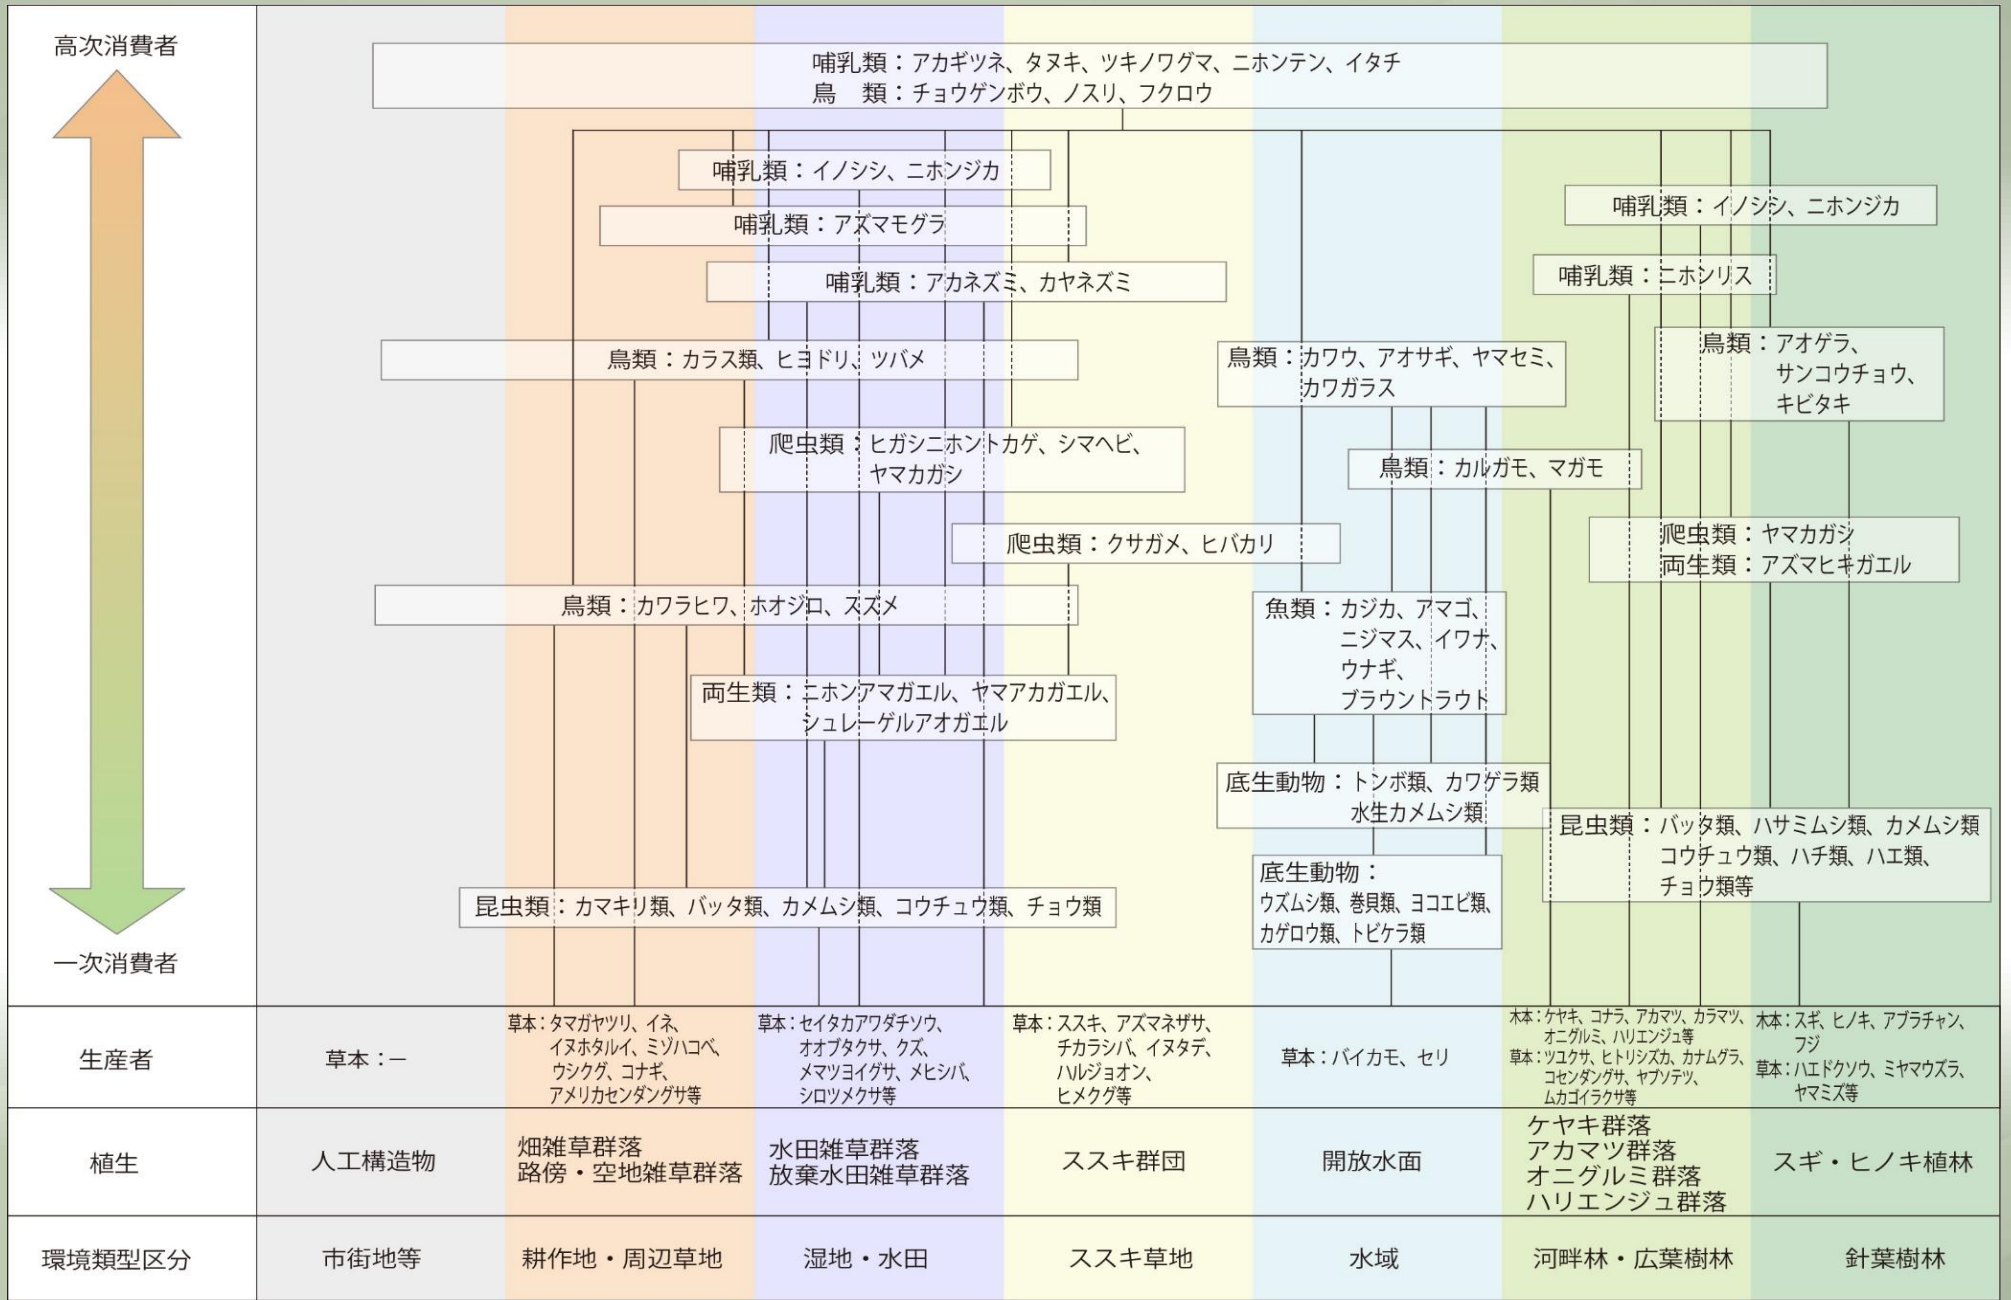 高次消費者
一次消費者
哺乳類：アカギツネ、タヌキ、ツキノワグマ、ニホンテン、イタチ
鳥　類：チョウゲンボウ、ノスリ、フクロウ
哺乳類：イノシシ、ニホンジカ
哺乳類：アズマモグラ
哺乳類：アカネズミ、カヤネズミ
鳥類：カラス類、ヒヨドリ、ツバメ
爬虫類：ヒガシニホントカゲ、シマヘビ、
ヤマカガシ
爬虫類：クサガメ、ヒバカリ
鳥類：カワラヒワ、ホオジロ、スズメ
両生類：ニホンアマガエル、ヤマアカガエル、
シュレーゲルアオガエル
昆虫類：カマキリ類、バッタ類、カメムシ類、コウチュウ類、チョウ類
鳥類：カワウ、アオサギ、ヤマセミ、
カワガラス
鳥類：カルガモ、マガモ
魚類：カジカ、アマゴ、
ニジマス、イワナ、
ウナギ、
ブラウントラウト
底生動物：トンボ類、カワゲラ類
水生カメムシ類
底生動物：
ウズムシ類、巻貝類、ヨコエビ類、
カゲロウ類、トビケラ類
哺乳類：イノシシ、ニホンジカ
哺乳類：ニホンリス
鳥類：アオゲラ、
サンコウチョウ、
キビタキ
爬虫類：ヤマカガシ
両生類：アズマヒキガエル
昆虫類：バッタ類、ハサミムシ類、カメムシ類
コウチュウ類、ハチ類、ハエ類、
チョウ類等
生産者
草本：－
草本：タマガヤツリ、イネ、
イヌホタルイ、ミゾハコベ、
ウシクグ、コナギ、
アメリカセンダングサ等
草本：セイタカアワダチソウ、
オオブタクサ、クズ、
メマツヨイグサ、メヒシバ、
シロツメクサ等
草本：ススキ、アズマネザサ、
チカラシバ、イヌタデ、
ハルジョオン、
ヒメクグ等
草本：バイカモ、セリ
木本：ケヤキ、コナラ、アカマツ、カラマツ、
オニグルミ、ハリエンジュ等
草本：ツユクサ、ヒトリシズカ、カナムグラ、
コセンダングサ、ヤブソテツ、
ムカゴイラクサ等
木本：スギ、ヒノキ、アブラチャン、
フジ
草本：ハエドクソウ、ミヤマウズラ、
ヤマミズ等
植生
人工構造物
畑雑草群落
路傍・空地雑草群落
水田雑草群落
放棄水田雑草群落
ススキ群団
開放水面
ケヤキ群落
アカマツ群落
オニグルミ群落
ハリエンジュ群落
スギ・ヒノキ植林
環境類型区分
市街地等
耕作地・周辺草地
湿地・水田
ススキ草地
水域
河畔林・広葉樹林
針葉樹林